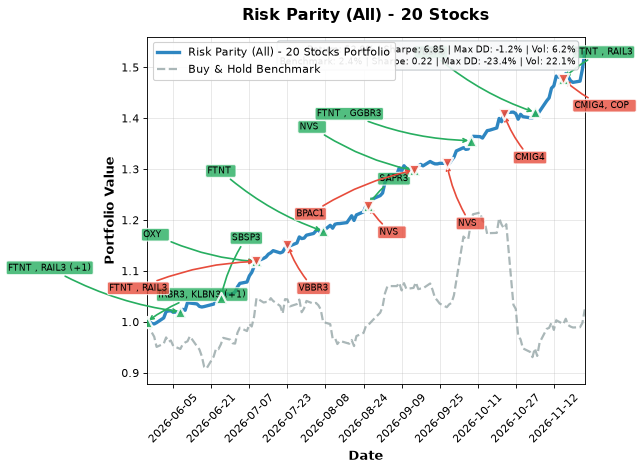 Risk Parity (All) - 20 Stocks
Risk Parity (All) - 20 Stocks Portfolio
Buy & Hold Benchmark
Sharpe: 6.85 | Max DD: -1.2% | Vol: 6.2%
Benchmark: 2.4% | Sharpe: 0.22 | Max DD: -23.4% | Vol: 22.1%
FTNT, RAIL3
CMIG4, COP
FTNT , GGBR3
NVS
CMIG4
FTNT
SAPR3
BPAC1
NVS
NVS
OXY
SBSP3
FTNT , RAIL3 (+1)
FTNT , RAIL3
KLBN3 (+1)
VBBR3
Portfolio Value
1.5
1.4
1.3
1.2
1.1
1.0
0.9
2026-06-05
2026-06-21
2026-07-07
2026-07-23
2026-08-08
2026-08-24
2026-09-09
2026-09-25
2026-10-11
2026-10-27
2026-11-12
Date